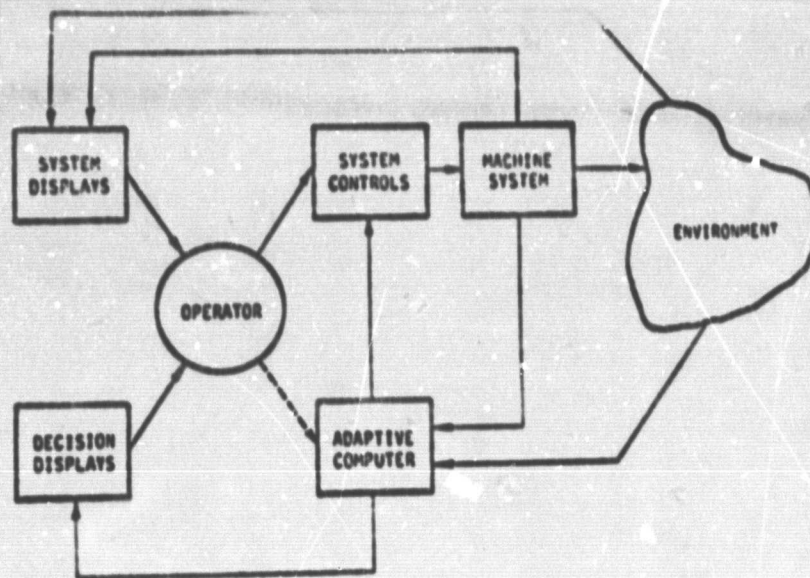 SYSTEM
DISPLAYS
SYSTEM
CONTROLS
MACHINE
SYSTEM
ENVIRONMENT
OPERATOR
DECISION
DISPLAYS
ADAPTIVE
COMPUTER